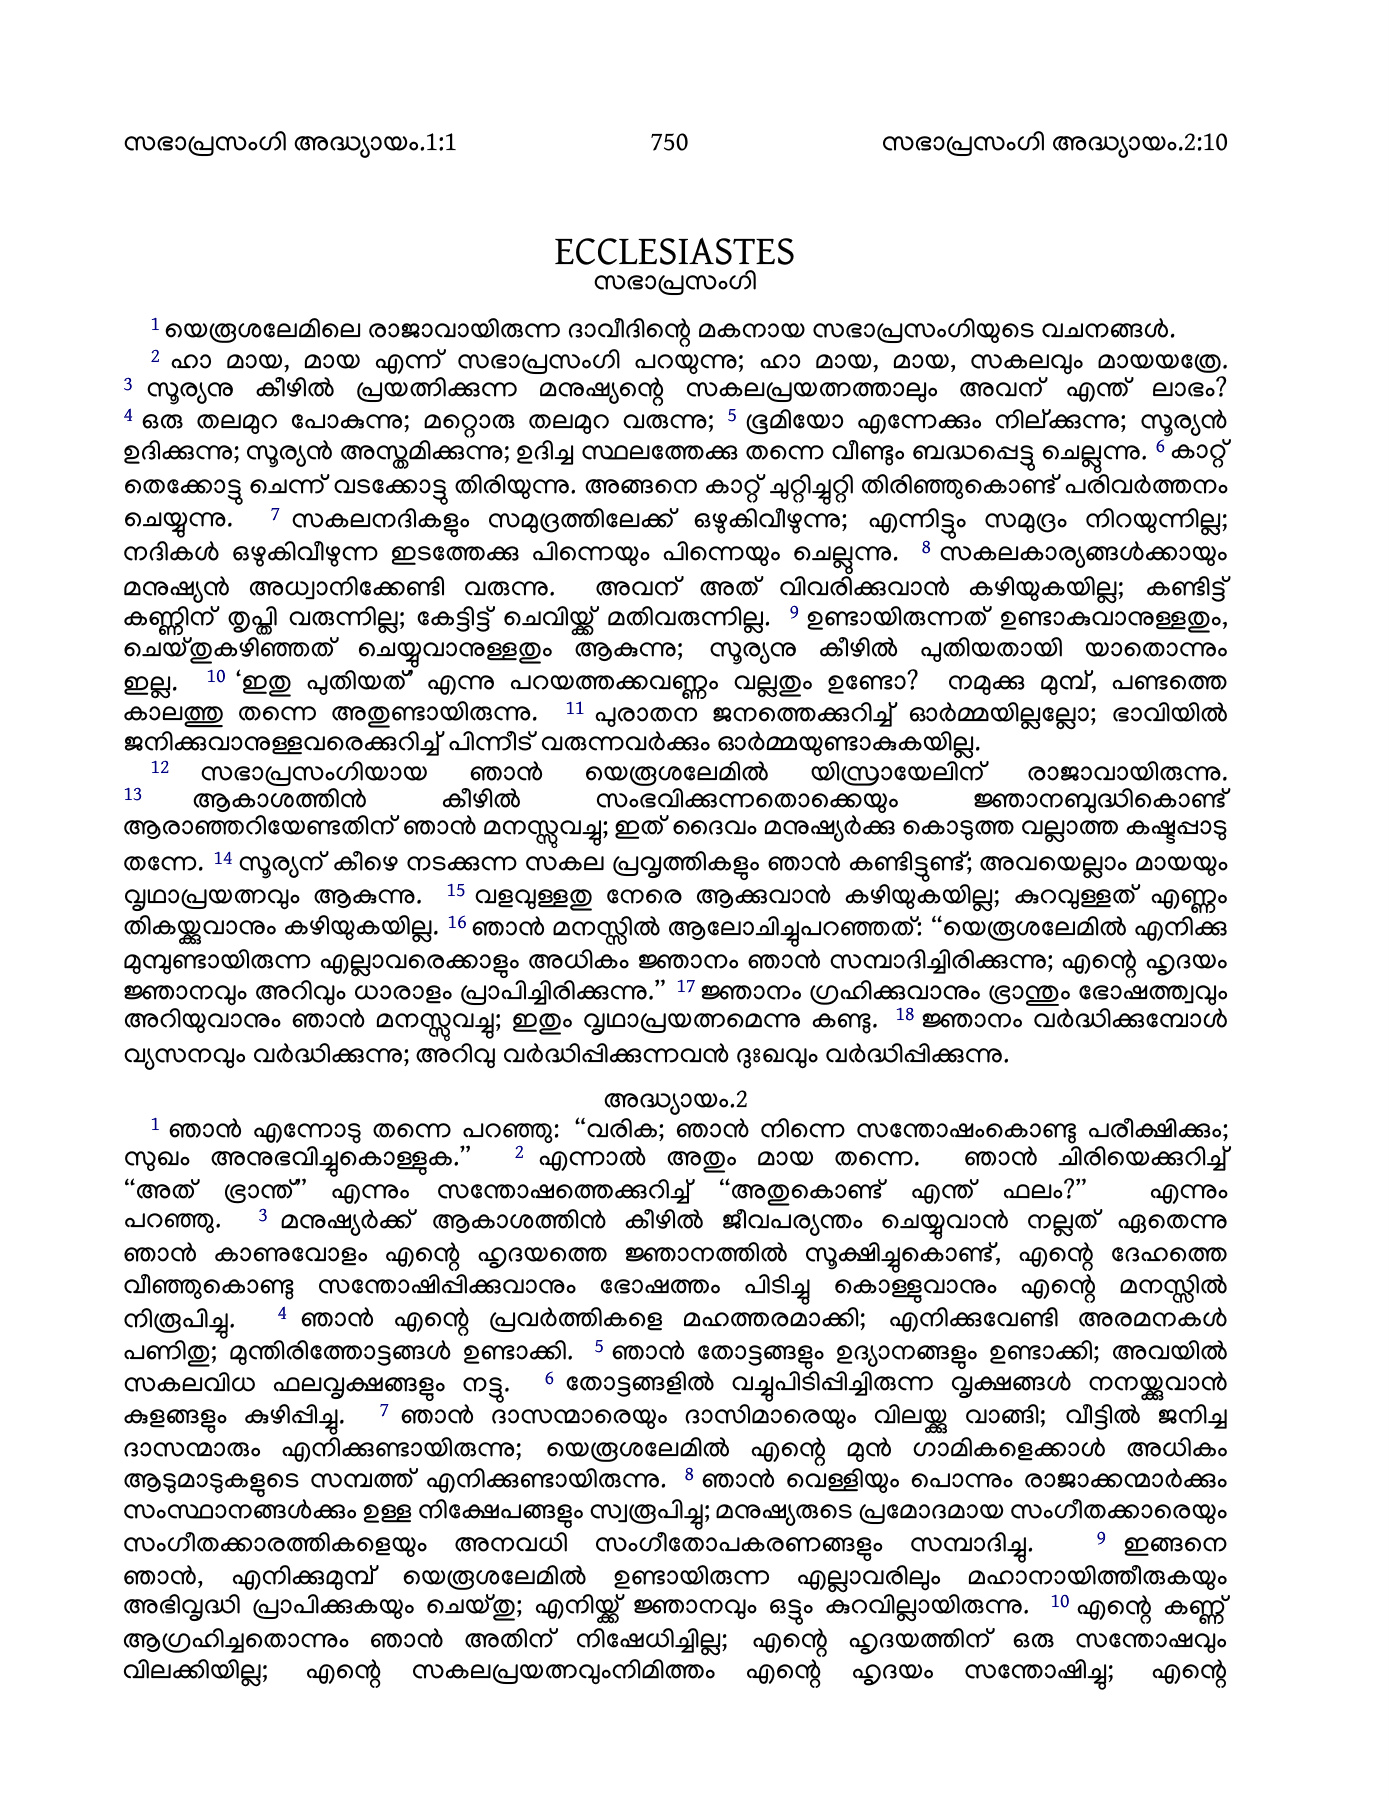 സഭാപ്രസംഗി അദ്ധ്യായം.1:1 750 സഭാപ്രസംഗി അദ്ധ്യായം.2:10
ECCLESIASTES
സഭാപ്രസംഗി
1 യെരൂശലേമിലെ രാജാവായിരുന്ന ദാവീദിന്റെ മകനായ സഭാപ്രസംഗിയുടെ വചനങ്ങൾ.
2 ഹാ മായ, മായ എന്ന് സഭാപ്രസംഗി പറയുന്നു; ഹാ മായ, മായ, സകലവും മായയത്രേ.
3 സൂര്യനു കീഴിൽ പ്രയത്നിക്കുന്ന മനുഷ്യന്റെ സകലപ്രയത്നത്താലും അവന് എന്ത് ലാഭം?
4 ഒരു തലമുറ പോകുന്നു; മറ്റൊരു തലമുറ വരുന്നു; 5 ഭൂമിയോ എന്നേക്കും നില്ക്കുന്നു; സൂര്യൻ
ഉദിക്കുന്നു; സൂര്യൻ അസ്തമിക്കുന്നു; ഉദിച്ച സ്ഥലത്തേക്കു തന്നെ വീണ്ടും ബദ്ധപ്പെട്ടു ചെല്ലുന്നു. 6 കാറ്റ്
തെക്കോട്ടു ചെന്ന് വടക്കോട്ടു തിരിയുന്നു. അങ്ങനെ കാറ്റ് ചുറ്റിച്ചുറ്റി തിരിഞ്ഞുകൊണ്ട് പരിവർത്തനം
ചെയ്യുന്നു. 7 സകലനദികളും സമുദ്രത്തിലേക്ക് ഒഴുകിവീഴുന്നു; എന്നിട്ടും സമുദ്രം നിറയുന്നില്ല;
നദികൾ ഒഴുകിവീഴുന്ന ഇടത്തേക്കു പിന്നെയും പിന്നെയും ചെല്ലുന്നു. 8 സകലകാര്യങ്ങൾക്കായും
മനുഷ്യൻ അധ്വാനിക്കേണ്ടി വരുന്നു. അവന് അത് വിവരിക്കുവാൻ കഴിയുകയില്ല; കണ്ടിട്ട്
കണ്ണിന് തൃപ്തി വരുന്നില്ല; കേട്ടിട്ട് ചെവിയ്ക്ക് മതിവരുന്നില്ല. 9 ഉണ്ടായിരുന്നത് ഉണ്ടാകുവാനുള്ളതും,
ചെയ്തുകഴിഞ്ഞത് ചെയ്യുവാനുള്ളതും ആകുന്നു; സൂര്യനു കീഴിൽ പുതിയതായി യാതൊന്നും
ഇല്ല. 10 ‘ഇതു പുതിയത്’ എന്നു പറയത്തക്കവണ്ണം വല്ലതും ഉണ്ടോ? നമുക്കു മുമ്പ്, പണ്ടത്തെ
കാലത്തു തന്നെ അതുണ്ടായിരുന്നു. 11 പുരാതന ജനത്തെക്കുറിച്ച് ഓർമ്മയില്ലല്ലോ; ഭാവിയിൽ
ജനിക്കുവാനുള്ളവരെക്കുറിച്ച് പിന്നീട് വരുന്നവർക്കും ഓർമ്മയുണ്ടാകുകയില്ല.
12 സഭാപ്രസംഗിയായ ഞാൻ യെരൂശലേമിൽ യിസ്രായേലിന് രാജാവായിരുന്നു.
13 ആകാശത്തിൻ കീഴിൽ സംഭവിക്കുന്നതൊക്കെയും ജ്ഞാനബുദ്ധികൊണ്ട്
ആരാഞ്ഞറിയേണ്ടതിന് ഞാൻ മനസ്സുവച്ചു; ഇത് ദൈവം മനുഷ്യർക്കു കൊടുത്ത വല്ലാത്ത കഷ്ടപ്പാടു
തന്നേ. 14 സൂര്യന് കീഴെ നടക്കുന്ന സകല പ്രവൃത്തികളും ഞാൻ കണ്ടിട്ടുണ്ട്; അവയെല്ലാം മായയും
വൃഥാപ്രയത്നവും ആകുന്നു. 15 വളവുള്ളതു നേരെ ആക്കുവാൻ കഴിയുകയില്ല; കുറവുള്ളത് എണ്ണം
തികയ്ക്കുവാനും കഴിയുകയില്ല. 16 ഞാൻ മനസ്സിൽ ആലോചിച്ചുപറഞ്ഞത്: “യെരൂശലേമിൽ എനിക്കു
മുമ്പുണ്ടായിരുന്ന എല്ലാവരെക്കാളും അധികം ജ്ഞാനം ഞാൻ സമ്പാദിച്ചിരിക്കുന്നു; എന്റെ ഹൃദയം
ജ്ഞാനവും അറിവും ധാരാളം പ്രാപിച്ചിരിക്കുന്നു.” 17 ജ്ഞാനം ഗ്രഹിക്കുവാനും ഭ്രാന്തും ഭോഷത്ത്വവും
അറിയുവാനും ഞാൻ മനസ്സുവച്ചു; ഇതും വൃഥാപ്രയത്നമെന്നു കണ്ടു. 18 ജ്ഞാനം വർദ്ധിക്കുമ്പോൾ
വ്യസനവും വർദ്ധിക്കുന്നു; അറിവു വർദ്ധിപ്പിക്കുന്നവൻ ദുഃഖവും വർദ്ധിപ്പിക്കുന്നു.
അദ്ധ്യായം.2
1 ഞാൻ എന്നോടു തന്നെ പറഞ്ഞു: “വരിക; ഞാൻ നിന്നെ സന്തോഷംകൊണ്ടു പരീക്ഷിക്കും;
സുഖം അനുഭവിച്ചുകൊള്ളുക.” 2 എന്നാൽ അതും മായ തന്നെ. ഞാൻ ചിരിയെക്കുറിച്ച്
“അത് ഭ്രാന്ത്” എന്നും സന്തോഷത്തെക്കുറിച്ച് “അതുകൊണ്ട് എന്ത് ഫലം?” എന്നും
പറഞ്ഞു. 3 മനുഷ്യർക്ക് ആകാശത്തിൻ കീഴിൽ ജീവപര്യന്തം ചെയ്യുവാൻ നല്ലത് ഏതെന്നു
ഞാൻ കാണുവോളം എന്റെ ഹൃദയത്തെ ജ്ഞാനത്തിൽ സൂക്ഷിച്ചുകൊണ്ട്, എന്റെ ദേഹത്തെ
വീഞ്ഞുകൊണ്ടു സന്തോഷിപ്പിക്കുവാനും ഭോഷത്തം പിടിച്ചു കൊള്ളുവാനും എന്റെ മനസ്സിൽ
നിരൂപിച്ചു. 4 ഞാൻ എന്റെ പ്രവർത്തികളെ മഹത്തരമാക്കി; എനിക്കുവേണ്ടി അരമനകൾ
പണിതു; മുന്തിരിത്തോട്ടങ്ങൾ ഉണ്ടാക്കി. 5 ഞാൻ തോട്ടങ്ങളും ഉദ്യാനങ്ങളും ഉണ്ടാക്കി; അവയിൽ
സകലവിധ ഫലവൃക്ഷങ്ങളും നട്ടു. 6 തോട്ടങ്ങളിൽ വച്ചുപിടിപ്പിച്ചിരുന്ന വൃക്ഷങ്ങൾ നനയ്ക്കുവാൻ
കുളങ്ങളും കുഴിപ്പിച്ചു. 7 ഞാൻ ദാസന്മാരെയും ദാസിമാരെയും വിലയ്ക്കു വാങ്ങി; വീട്ടിൽ ജനിച്ച
ദാസന്മാരും എനിക്കുണ്ടായിരുന്നു; യെരൂശലേമിൽ എന്റെ മുൻ ഗാമികളെക്കാൾ അധികം
ആടുമാടുകളുടെ സമ്പത്ത് എനിക്കുണ്ടായിരുന്നു. 8 ഞാൻ വെള്ളിയും പൊന്നും രാജാക്കന്മാർക്കും
സംസ്ഥാനങ്ങൾക്കും ഉള്ള നിക്ഷേപങ്ങളും സ്വരൂപിച്ചു; മനുഷ്യരുടെ പ്രമോദമായ സംഗീതക്കാരെയും
സംഗീതക്കാരത്തികളെയും അനവധി സംഗീതോപകരണങ്ങളും സമ്പാദിച്ചു. 9 ഇങ്ങനെ
ഞാൻ, എനിക്കുമുമ്പ് യെരൂശലേമിൽ ഉണ്ടായിരുന്ന എല്ലാവരിലും മഹാനായിത്തീരുകയും
അഭിവൃദ്ധി പ്രാപിക്കുകയും ചെയ്തു; എനിയ്ക്ക് ജ്ഞാനവും ഒട്ടും കുറവില്ലായിരുന്നു. 10 എന്റെ കണ്ണ്
ആഗ്രഹിച്ചതൊന്നും ഞാൻ അതിന് നിഷേധിച്ചില്ല; എന്റെ ഹൃദയത്തിന് ഒരു സന്തോഷവും
വിലക്കിയില്ല; എന്റെ സകലപ്രയത്നവുംനിമിത്തം എന്റെ ഹൃദയം സന്തോഷിച്ചു; എന്റെ